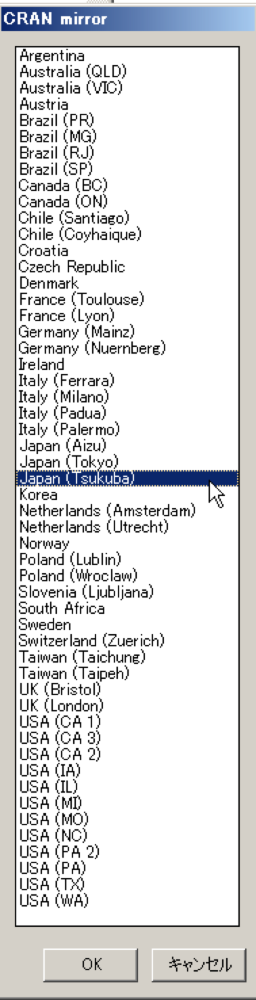 CRAN mirror
Argentina
Australia (QLD)
Australia (VIC)
Austria
Brazil (PR)
Brazil (MG)
Brazil (RJ)
Brazil (SP)
Canada (BC)
Canada (ON)
Chile (Santiago)
Chile (Coyhaique)
Croatia
Czech Republic
Denmark
France (Toulouse)
France (Lyon)
Germany (Mainz)
Germany (Nuernberg)
Ireland
Italy (Ferrara)
Italy (Milano)
Italy (Padua)
Italy (Palermo)
Japan (Aizu)
Japan (Tokyo)
Japan (Tsukuba)
Korea
Netherlands (Amsterdam)
Netherlands (Utrecht)
Norway
Poland (Lublin)
Poland (Wroclaw)
Slovenia (Ljubljana)
South Africa
Sweden
Switzerland (Zuerich)
Taiwan (Taichung)
Taiwan (Taipeh)
UK (Bristol)
UK (London)
USA (CA 1)
USA (CA 3)
USA (CA 2)
USA (IA)
USA (IL)
USA (MI)
USA (MO)
USA (NC)
USA (PA 2)
USA (PA)
USA (TX)
USA (WA)
OK キャンセル